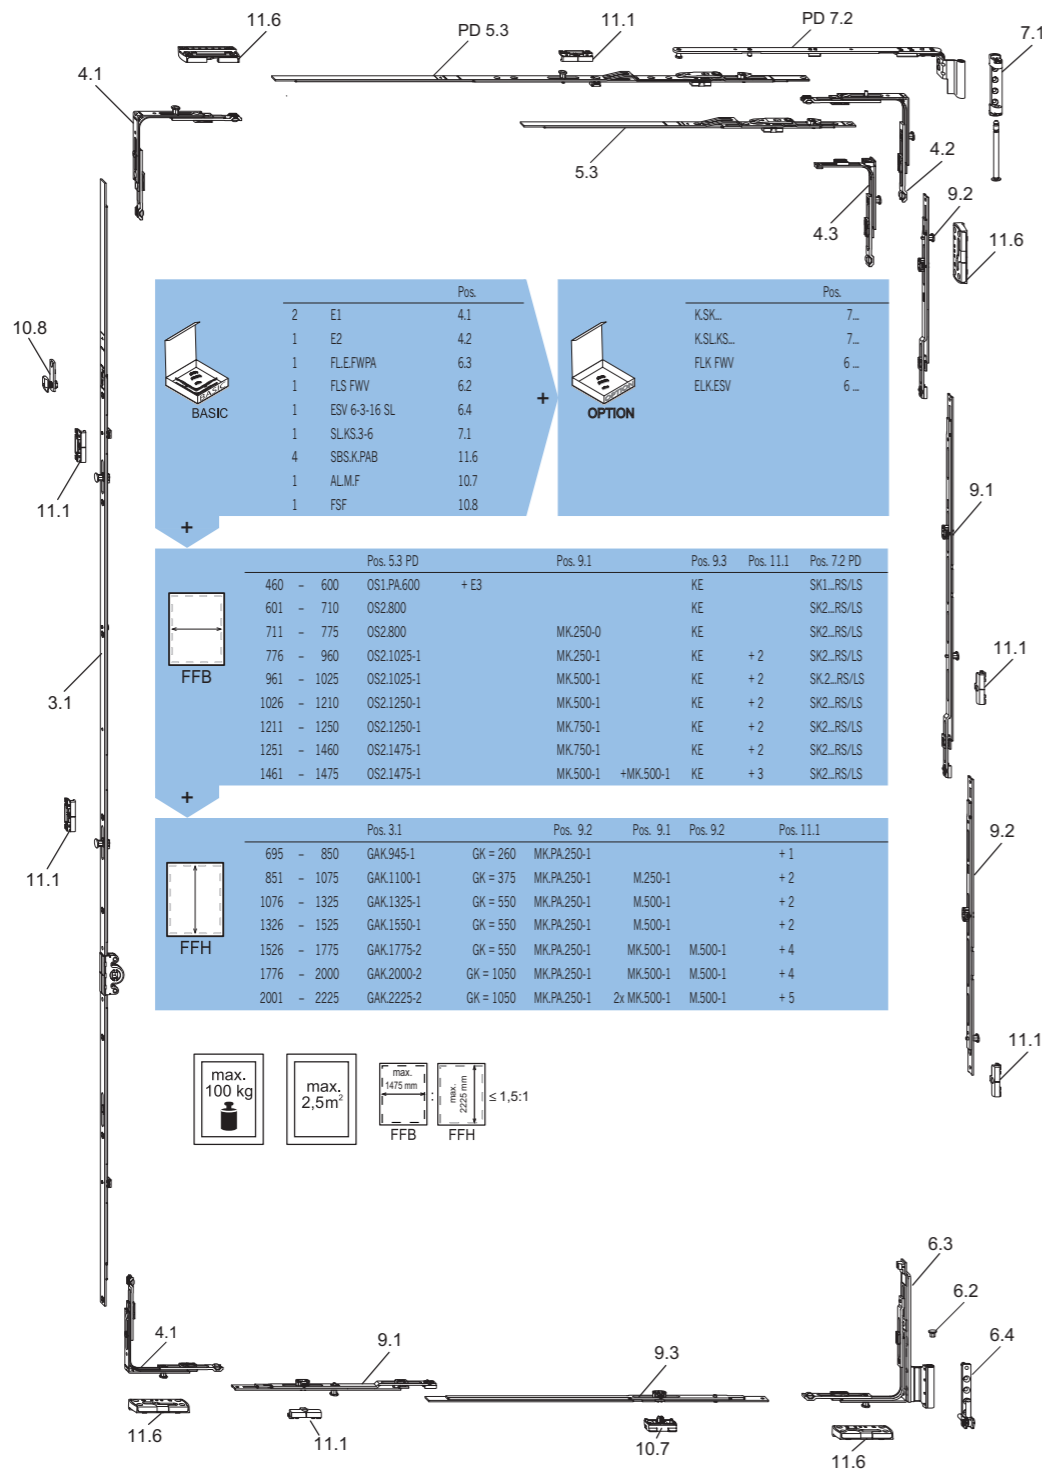 11.6
PD 5.3
11.1
PD 7.2
7.1
4.1
5.3
4.2
4.3
9.2
11.6
10.8
11.1
3.1
11.1
BASIC
Pos.
2 E1 4.1
1 E2 4.2
1 FL.E.FWPA 6.3
1 FLS FWV 6.2
1 ESV 6-3-16 SL 6.4
1 SL.KS.3-6 7.1
4 SBS.K.PAB 11.6
1 AL.M.F 10.7
1 FSF 10.8
+
OPTION
Pos.
K.SK... 7...
K.SL.KS... 7...
FLK FWV 6 ...
ELK.ESV 6 ...
+
FFB
Pos. 5.3 PD Pos. 9.1 Pos. 9.3 Pos. 11.1 Pos. 7.2 PD
460 – 600 OS1.PA.600 + E3 KE SK1...RS/LS
601 – 710 OS2.800 KE SK2...RS/LS
711 – 775 OS2.800 MK.250-0 KE SK2...RS/LS
776 – 960 OS2.1025-1 MK.250-1 KE + 2 SK2...RS/LS
961 – 1025 OS2.1025-1 MK.500-1 KE + 2 SK.2...RS/LS
1026 – 1210 OS2.1250-1 MK.500-1 KE + 2 SK2...RS/LS
1211 – 1250 OS2.1250-1 MK.750-1 KE + 2 SK2...RS/LS
1251 – 1460 OS2.1475-1 MK.750-1 KE + 2 SK2...RS/LS
1461 – 1475 OS2.1475-1 MK.500-1 +MK.500-1 KE + 3 SK2...RS/LS
+
FFH
Pos. 3.1 Pos. 9.2 Pos. 9.1 Pos. 9.2 Pos. 11.1
695 – 850 GAK.945-1 GK = 260 MK.PA.250-1 + 1
851 – 1075 GAK.1100-1 GK = 375 MK.PA.250-1 M.250-1 + 2
1076 – 1325 GAK.1325-1 GK = 550 MK.PA.250-1 M.500-1 + 2
1326 – 1525 GAK.1550-1 GK = 550 MK.PA.250-1 M.500-1 + 2
1526 – 1775 GAK.1775-2 GK = 550 MK.PA.250-1 MK.500-1 M.500-1 + 4
1776 – 2000 GAK.2000-2 GK = 1050 MK.PA.250-1 MK.500-1 M.500-1 + 4
2001 – 2225 GAK.2225-2 GK = 1050 MK.PA.250-1 2x MK.500-1 M.500-1 + 5
9.1
11.1
9.2
11.1
max.
100 kg
max.
2,5m²
max.
1475 mm
FFB
:
max.
2225 mm
FFH
≤ 1,5:1
4.1
11.6
9.1
11.1
9.3
10.7
6.3
6.2
6.4
11.6